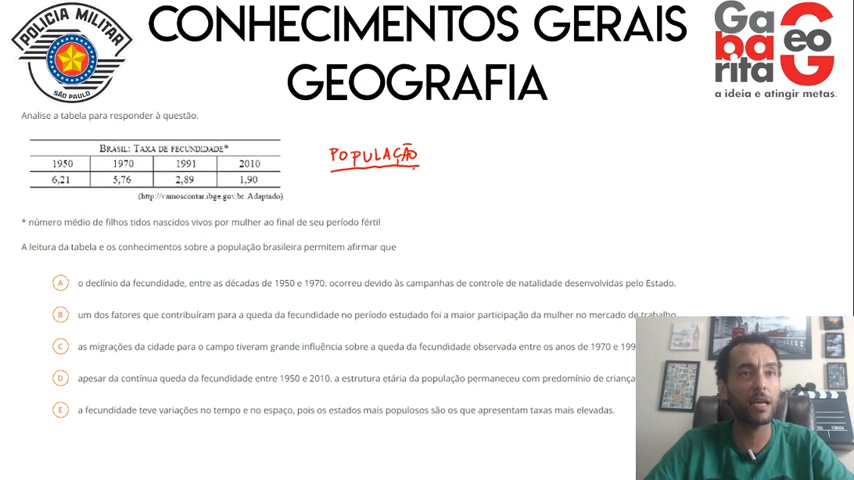 POLICIA MILITAR
SÃO PAULO
CONHECIMENTOS GERAIS
GEOGRAFIA
Gabarita
Geo
a ideia é atingir metas.
Analise a tabela para responder à questão.
BRASIL: TAXA DE FECUNDIDADE*
1950 1970 1991 2010
6,21 5,76 2,89 1,90
(http://vamoscontar.ibge.gov.br. Adaptado)
POPULAÇÃO
* número médio de filhos tidos nascidos vivos por mulher ao final de seu período fértil
A leitura da tabela e os conhecimentos sobre a população brasileira permitem afirmar que
A o declínio da fecundidade, entre as décadas de 1950 e 1970. ocorreu devido às campanhas de controle de natalidade desenvolvidas pelo Estado.
B um dos fatores que contribuíram para a queda da fecundidade no período estudado foi a maior participação da mulher no mercado de trabalho.
C as migrações da cidade para o campo tiveram grande influência sobre a queda da fecundidade observada entre os anos de 1970 e 199
D apesar da contínua queda da fecundidade entre 1950 e 2010. a estrutura etária da população permaneceu com predomínio de criança
E a fecundidade teve variações no tempo e no espaço, pois os estados mais populosos são os que apresentam taxas mais elevadas.